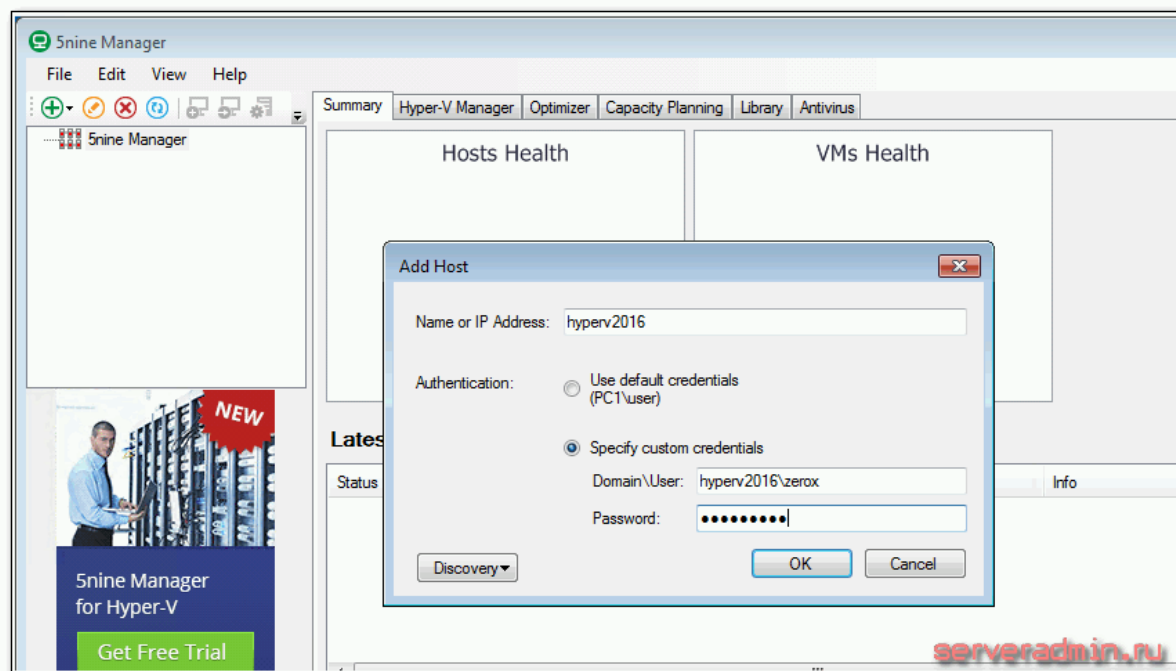 5nine Manager
File Edit View Help
Summary Hyper-V Manager Optimizer Capacity Planning Library Antivirus
5nine Manager
Hosts Health VMs Health
Add Host
Name or IP Address: hyperv2016
Authentication: Use default credentials
(PC1\user)
Specify custom credentials
Domain\User: hyperv2016\zerox
Password: •••••••••
Discovery OK Cancel
Lates
Status Info
NEW
5nine Manager
for Hyper-V
Get Free Trial
serveradmin.ru